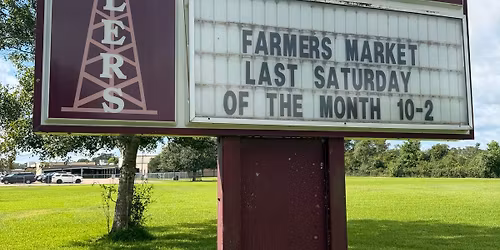 LERS
FARMERS MARKET
LAST SATURDAY
OF THE MONTH 10-2